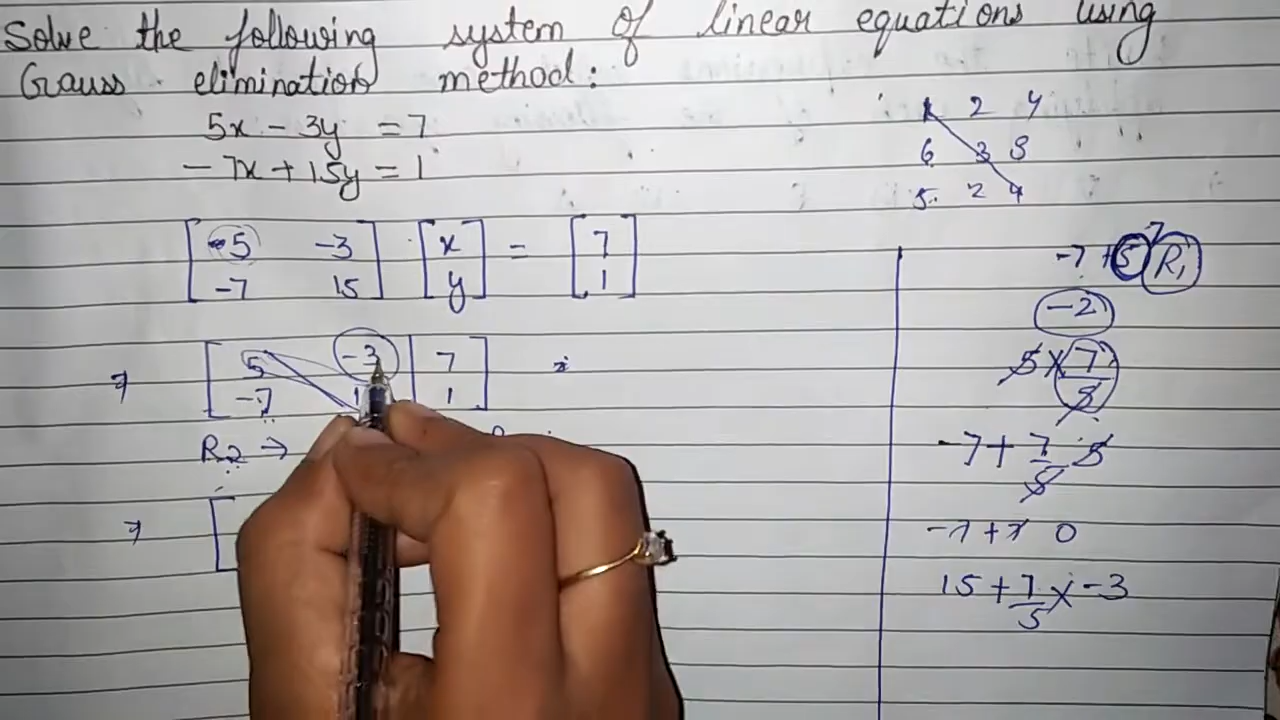 Solve the following system of linear equations using
Gauss elimination method:
5x - 3y = 7
- 7x + 15y = 1
1 2 4
6 3 8
5 2 4
5 -3 x = 7
-7 15 y 1
5 -3 7
-7 1
R2 →
-7 + 5 7 R1
-2
5 × 7/5
-7 + 7/5 5
-7 + 7 0
15 + 7/5 × -3